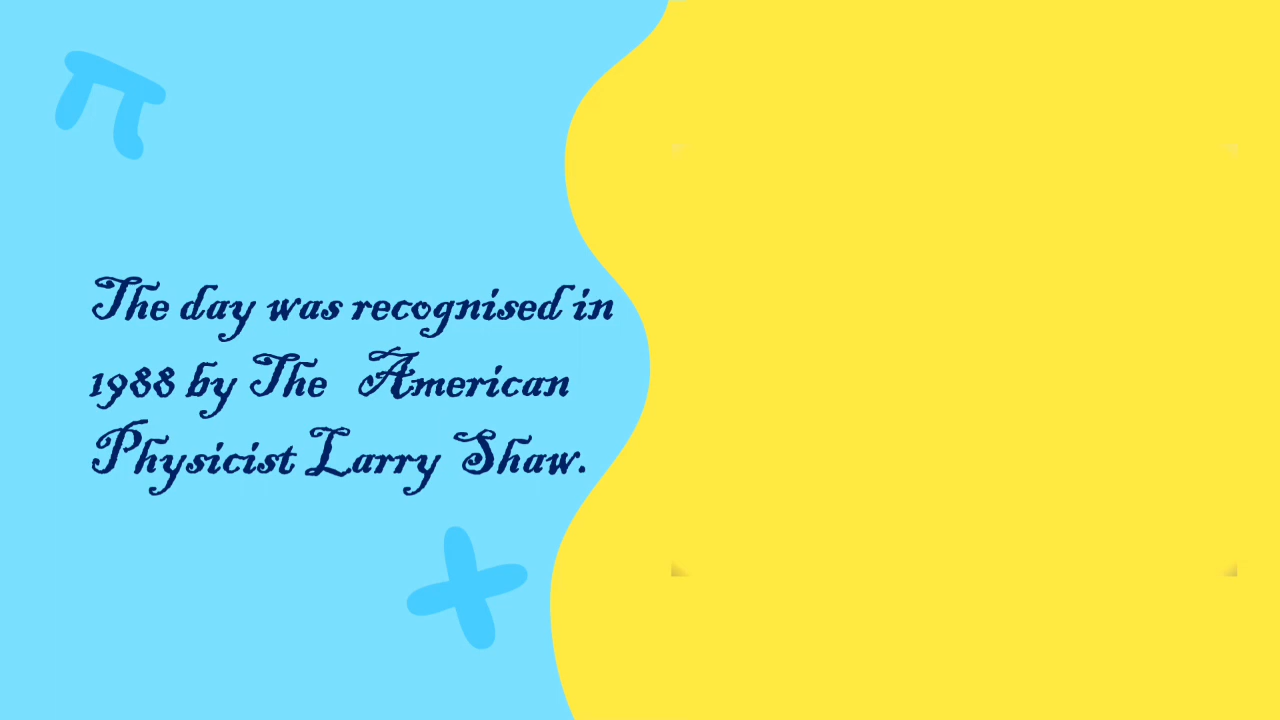 The day was recognised in
1988 by The American
Physicist Larry Shaw.